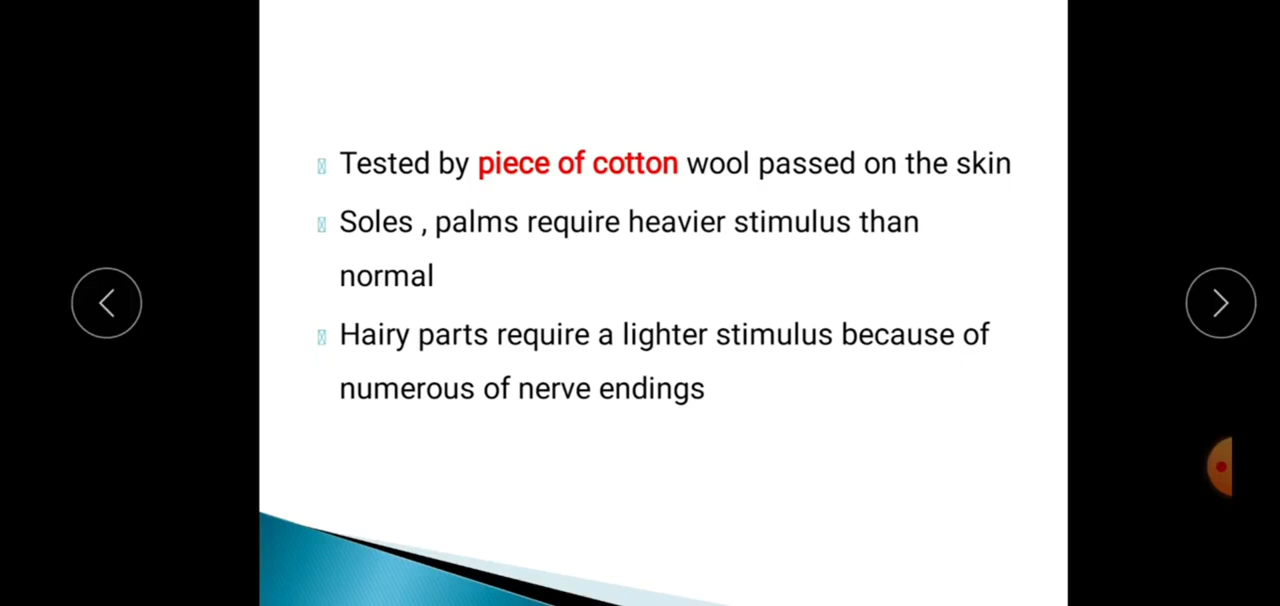 Tested by piece of cotton wool passed on the skin
Soles , palms require heavier stimulus than
normal
Hairy parts require a lighter stimulus because of
numerous of nerve endings